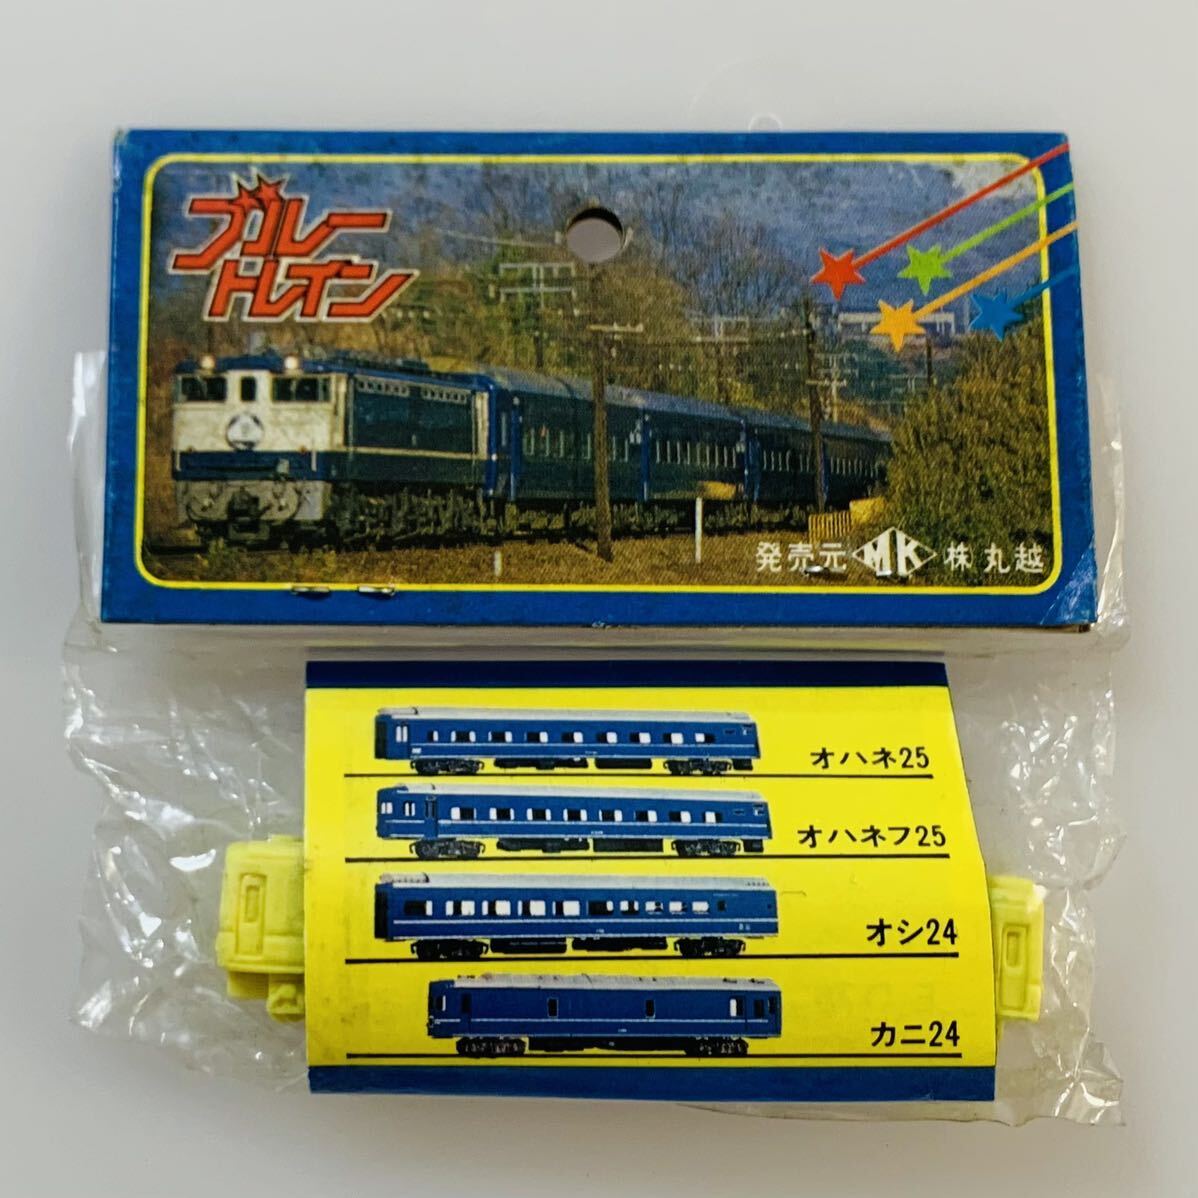 ブルー
トレイン
発売元 MK 株 丸越
オハネ25
オハネフ25
オシ24
カニ24